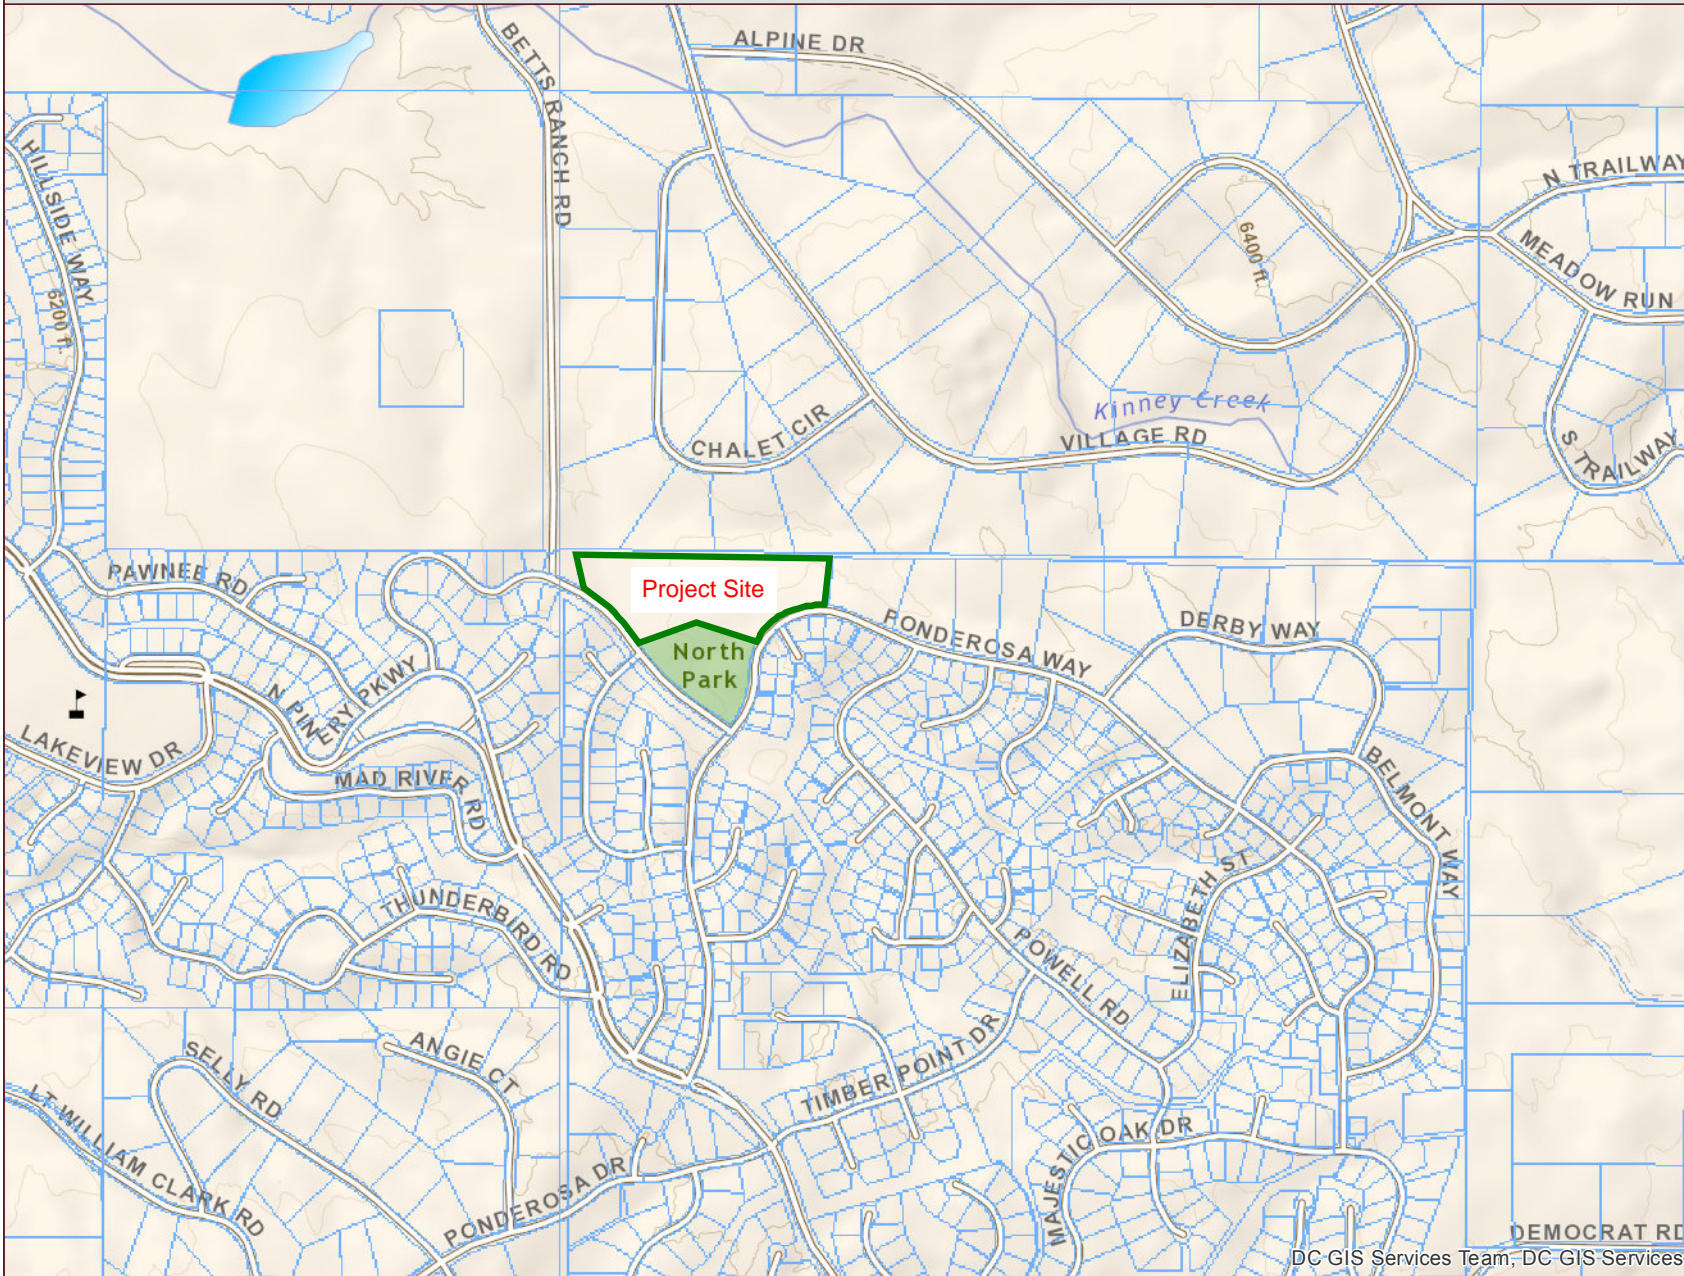 BETTS RANCH RD
ALPINE DR
HILLSIDE WAY
6200 ft.
N TRAILWAY
6400 ft.
MEADOW RUN
Kinney Creek
VILLAGE RD
CHALET CIR
S TRAILWAY
PAWNEE RD
Project Site
PONDEROSA WAY
DERBY WAY
North
Park
N PINERY PKWY
LAKEVIEW DR
MAD RIVER RD
BELMONT WAY
THUNDERBIRD RD
ELIZABETH ST
POWELL RD
ANGIE CT
SELLY RD
TIMBER POINT DR
LT WILLIAM CLARK RD
MAJESTIC OAK DR
PONDEROSA DR
DEMOCRAT RD
DC GIS Services Team, DC GIS Services